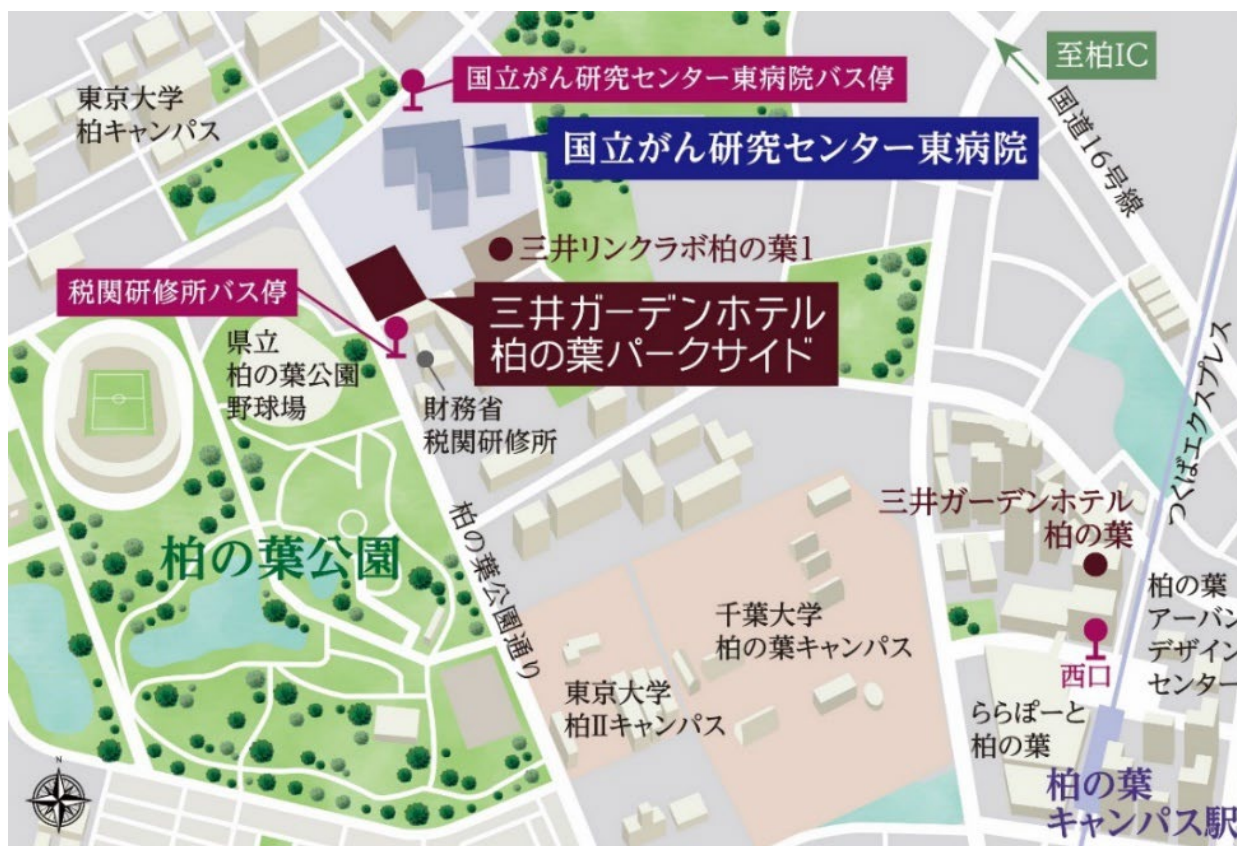 国立がん研究センター東病院バス停
至柏IC
東京大学
柏キャンパス
国道16号線
国立がん研究センター東病院
三井リンクラボ柏の葉1
税関研修所バス停
三井ガーデンホテル
柏の葉パークサイド
県立
柏の葉公園
野球場
財務省
税関研修所
つくばエクスプレス
三井ガーデンホテル
柏の葉
柏の葉公園
柏の葉公園通り
柏の葉
アーバン
デザイン
センター
千葉大学
柏の葉キャンパス
西口
東京大学
柏IIキャンパス
ららぽーと
柏の葉
柏の葉
キャンパス駅
N